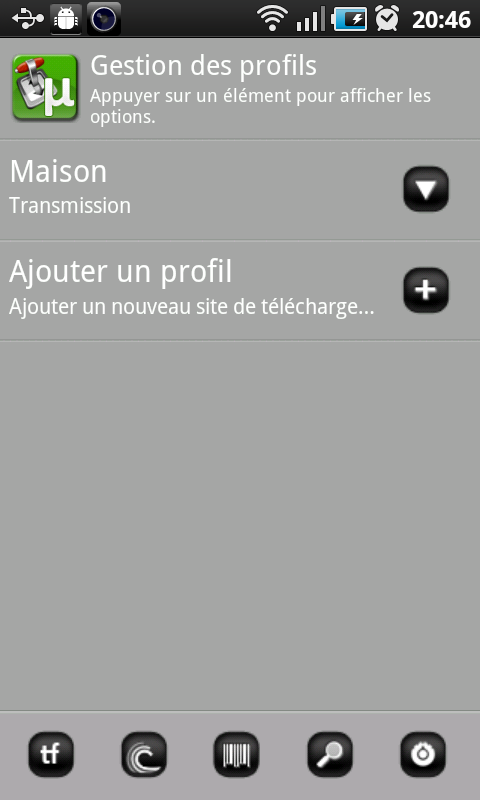 20:46
µ
Gestion des profils
Appuyer sur un élément pour afficher les
options.
Maison
Transmission
Ajouter un profil
Ajouter un nouveau site de télécharge...
tf